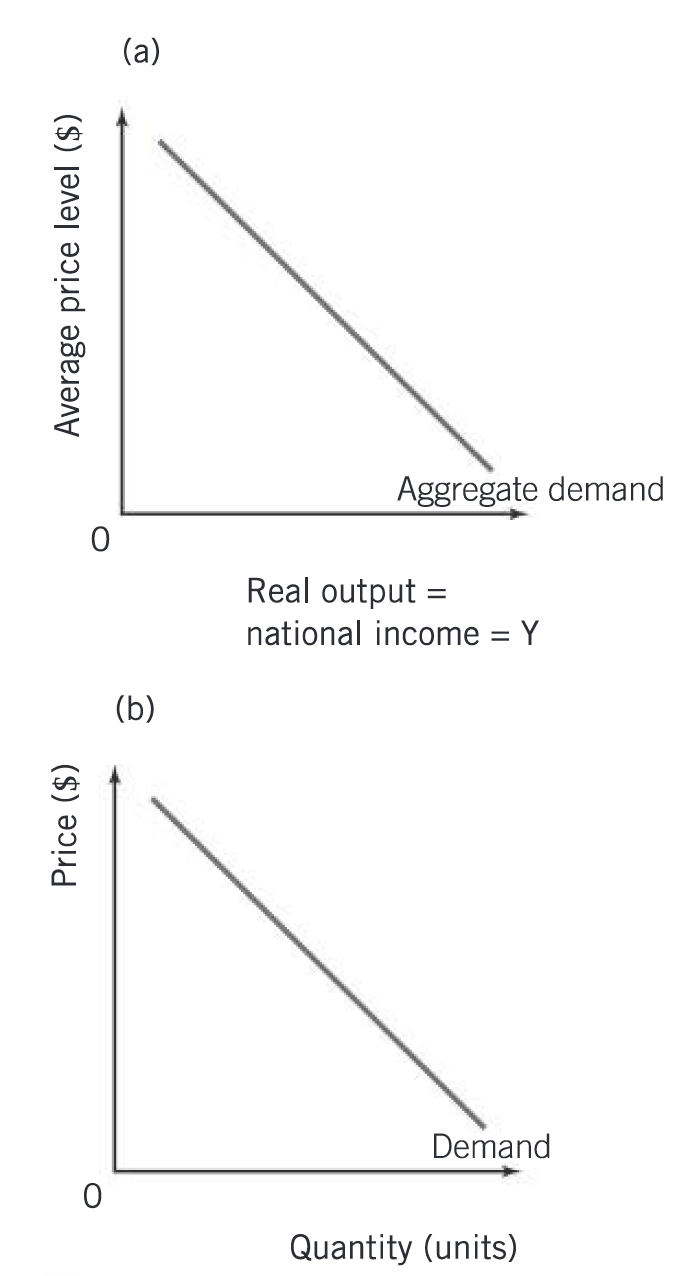 (a)
Average price level ($)
Aggregate demand
0
Real output =
national income = Y
(b)
Price ($)
Demand
0
Quantity (units)